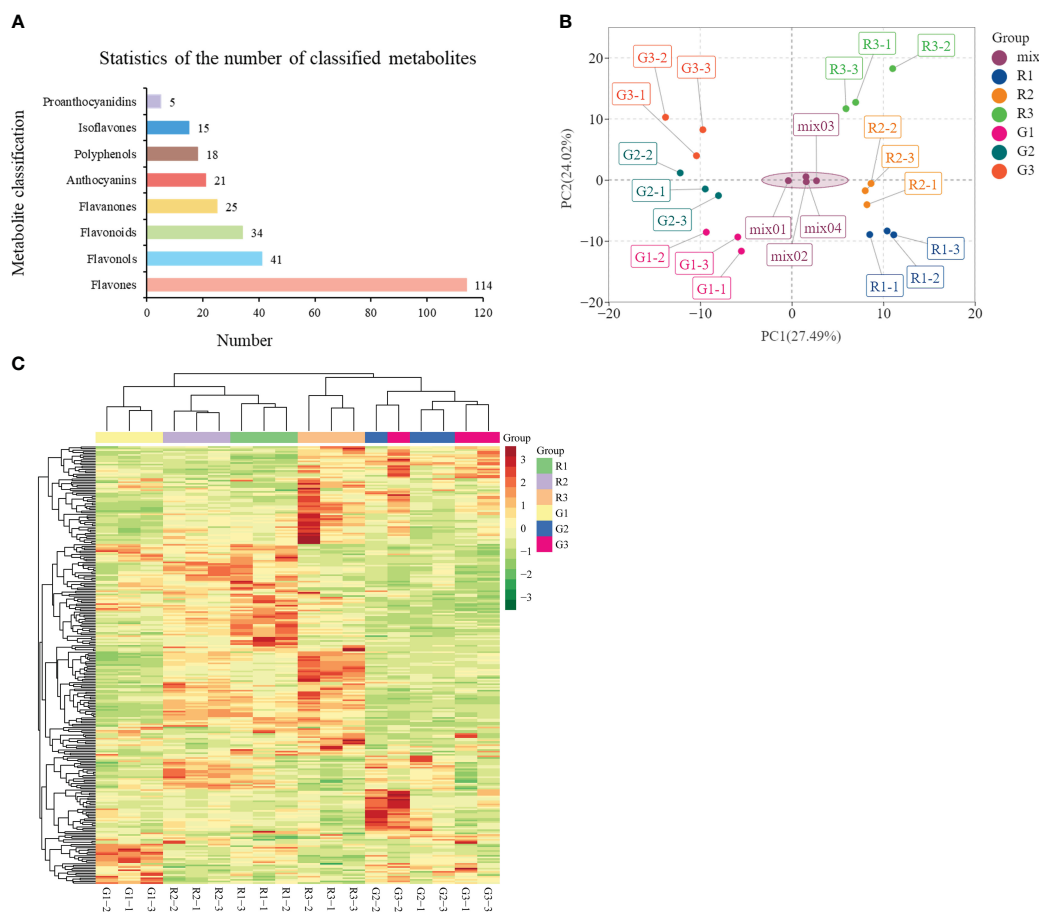 A
Statistics of the number of classified metabolites
Metabolite classification
Proanthocyanidins 5
Isoflavones 15
Polyphenols 18
Anthocyanins 21
Flavanones 25
Flavonoids 34
Flavonols 41
Flavones 114
0 20 40 60 80 100 120
Number
B
PC2(24.02%)
20
10
0
−10
−20
−20 −10 0 10 20
PC1(27.49%)
G3-2
G3-3
G3-1
G2-2
G2-1
G2-3
G1-2
G1-3
G1-1
mix03
mix01
mix04
mix02
R3-1
R3-2
R3-3
R2-2
R2-3
R2-1
R1-3
R1-2
R1-1
Group
mix
R1
R2
R3
G1
G2
G3
C
Group
3
2
1
0
−1
−2
−3
Group
R1
R2
R3
G1
G2
G3
G1-2
G1-1
G1-3
R2-2
R2-1
R2-3
R1-3
R1-1
R1-2
R3-2
R3-1
R3-3
G2-2
G3-2
G2-1
G2-3
G3-1
G3-3